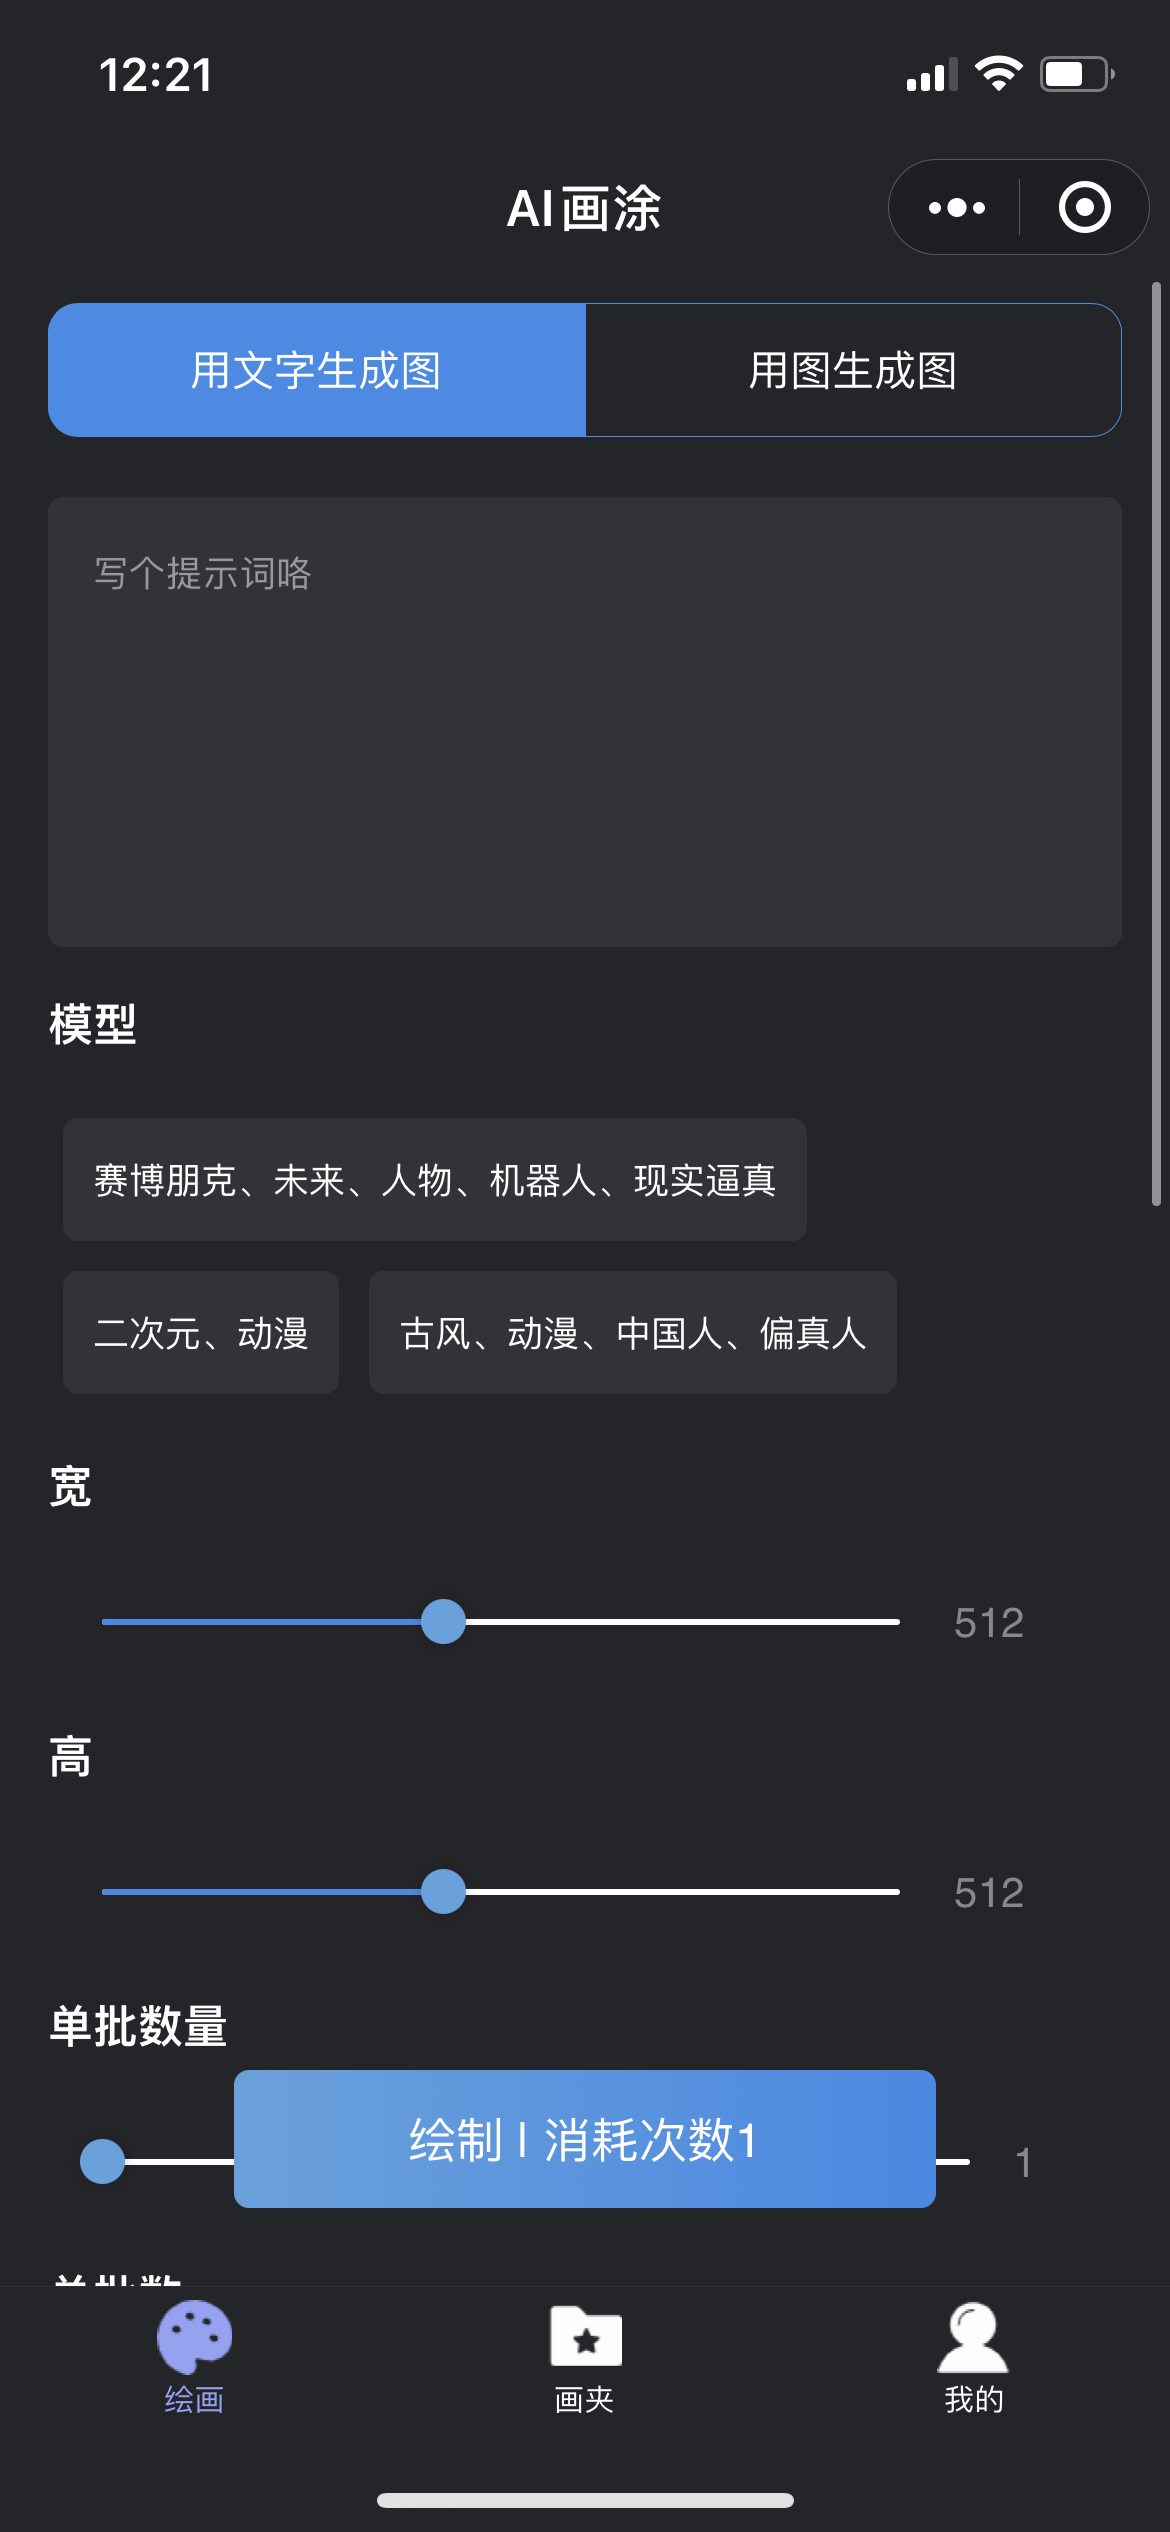 12:21
AI画涂
用文字生成图
用图生成图
写个提示词咯
模型
赛博朋克、未来、人物、机器人、现实逼真
二次元、动漫
古风、动漫、中国人、偏真人
宽
512
高
512
单批数量
绘制 | 消耗次数1
1
绘画
画夹
我的